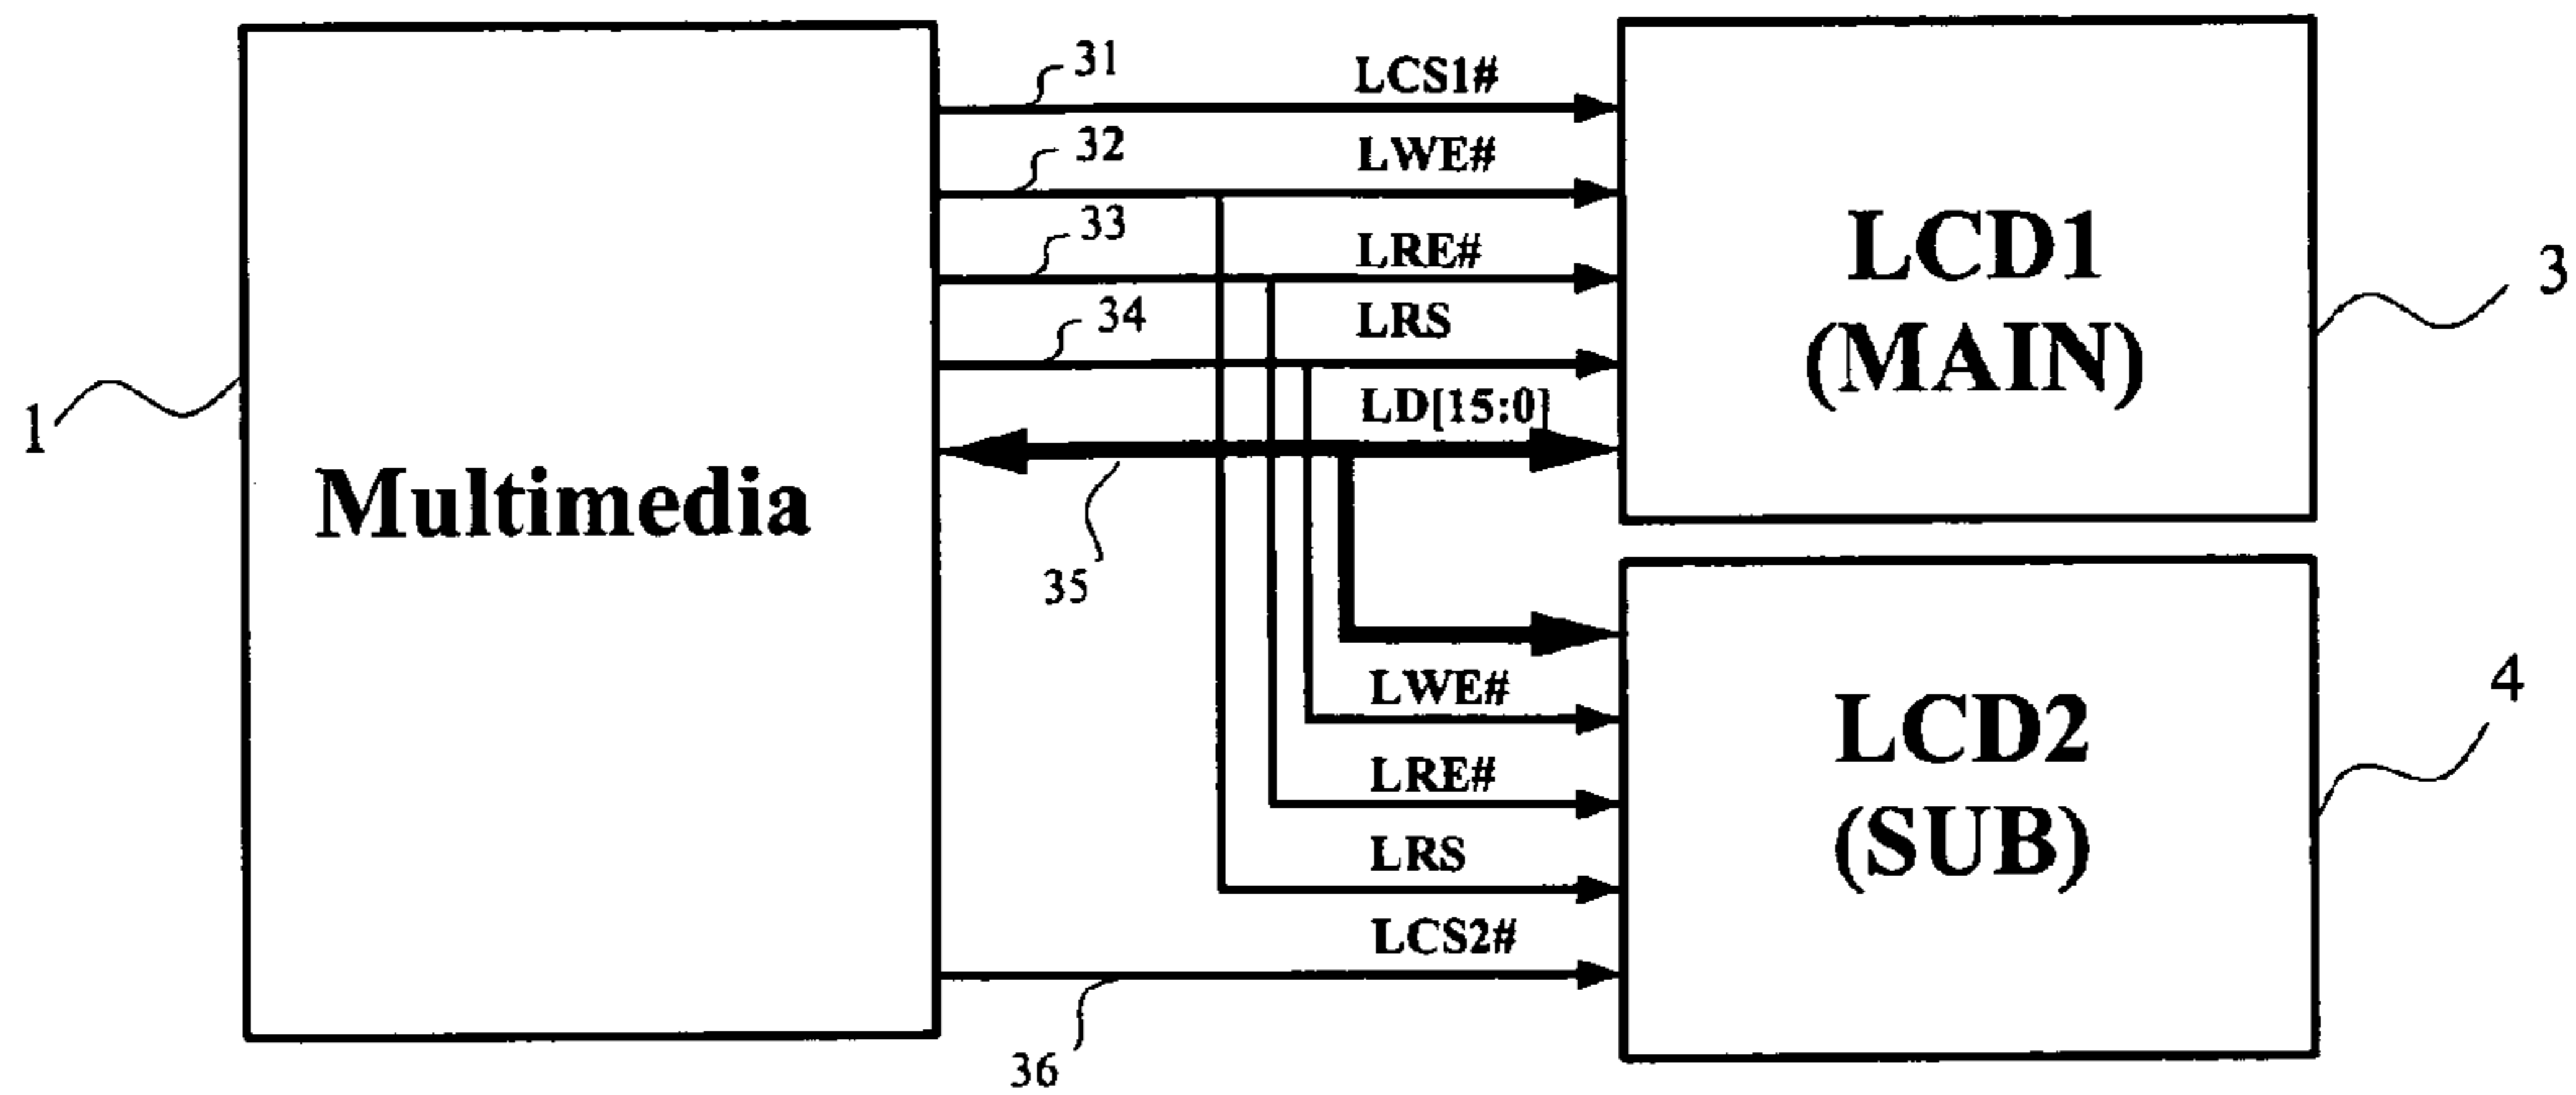 31
LCS1#
32
LWE#
33
LRE#
34
LRS
LD[15:0]
35
LCD1
(MAIN)
3
1
Multimedia
LWE#
LRE#
LRS
LCS2#
36
LCD2
(SUB)
4